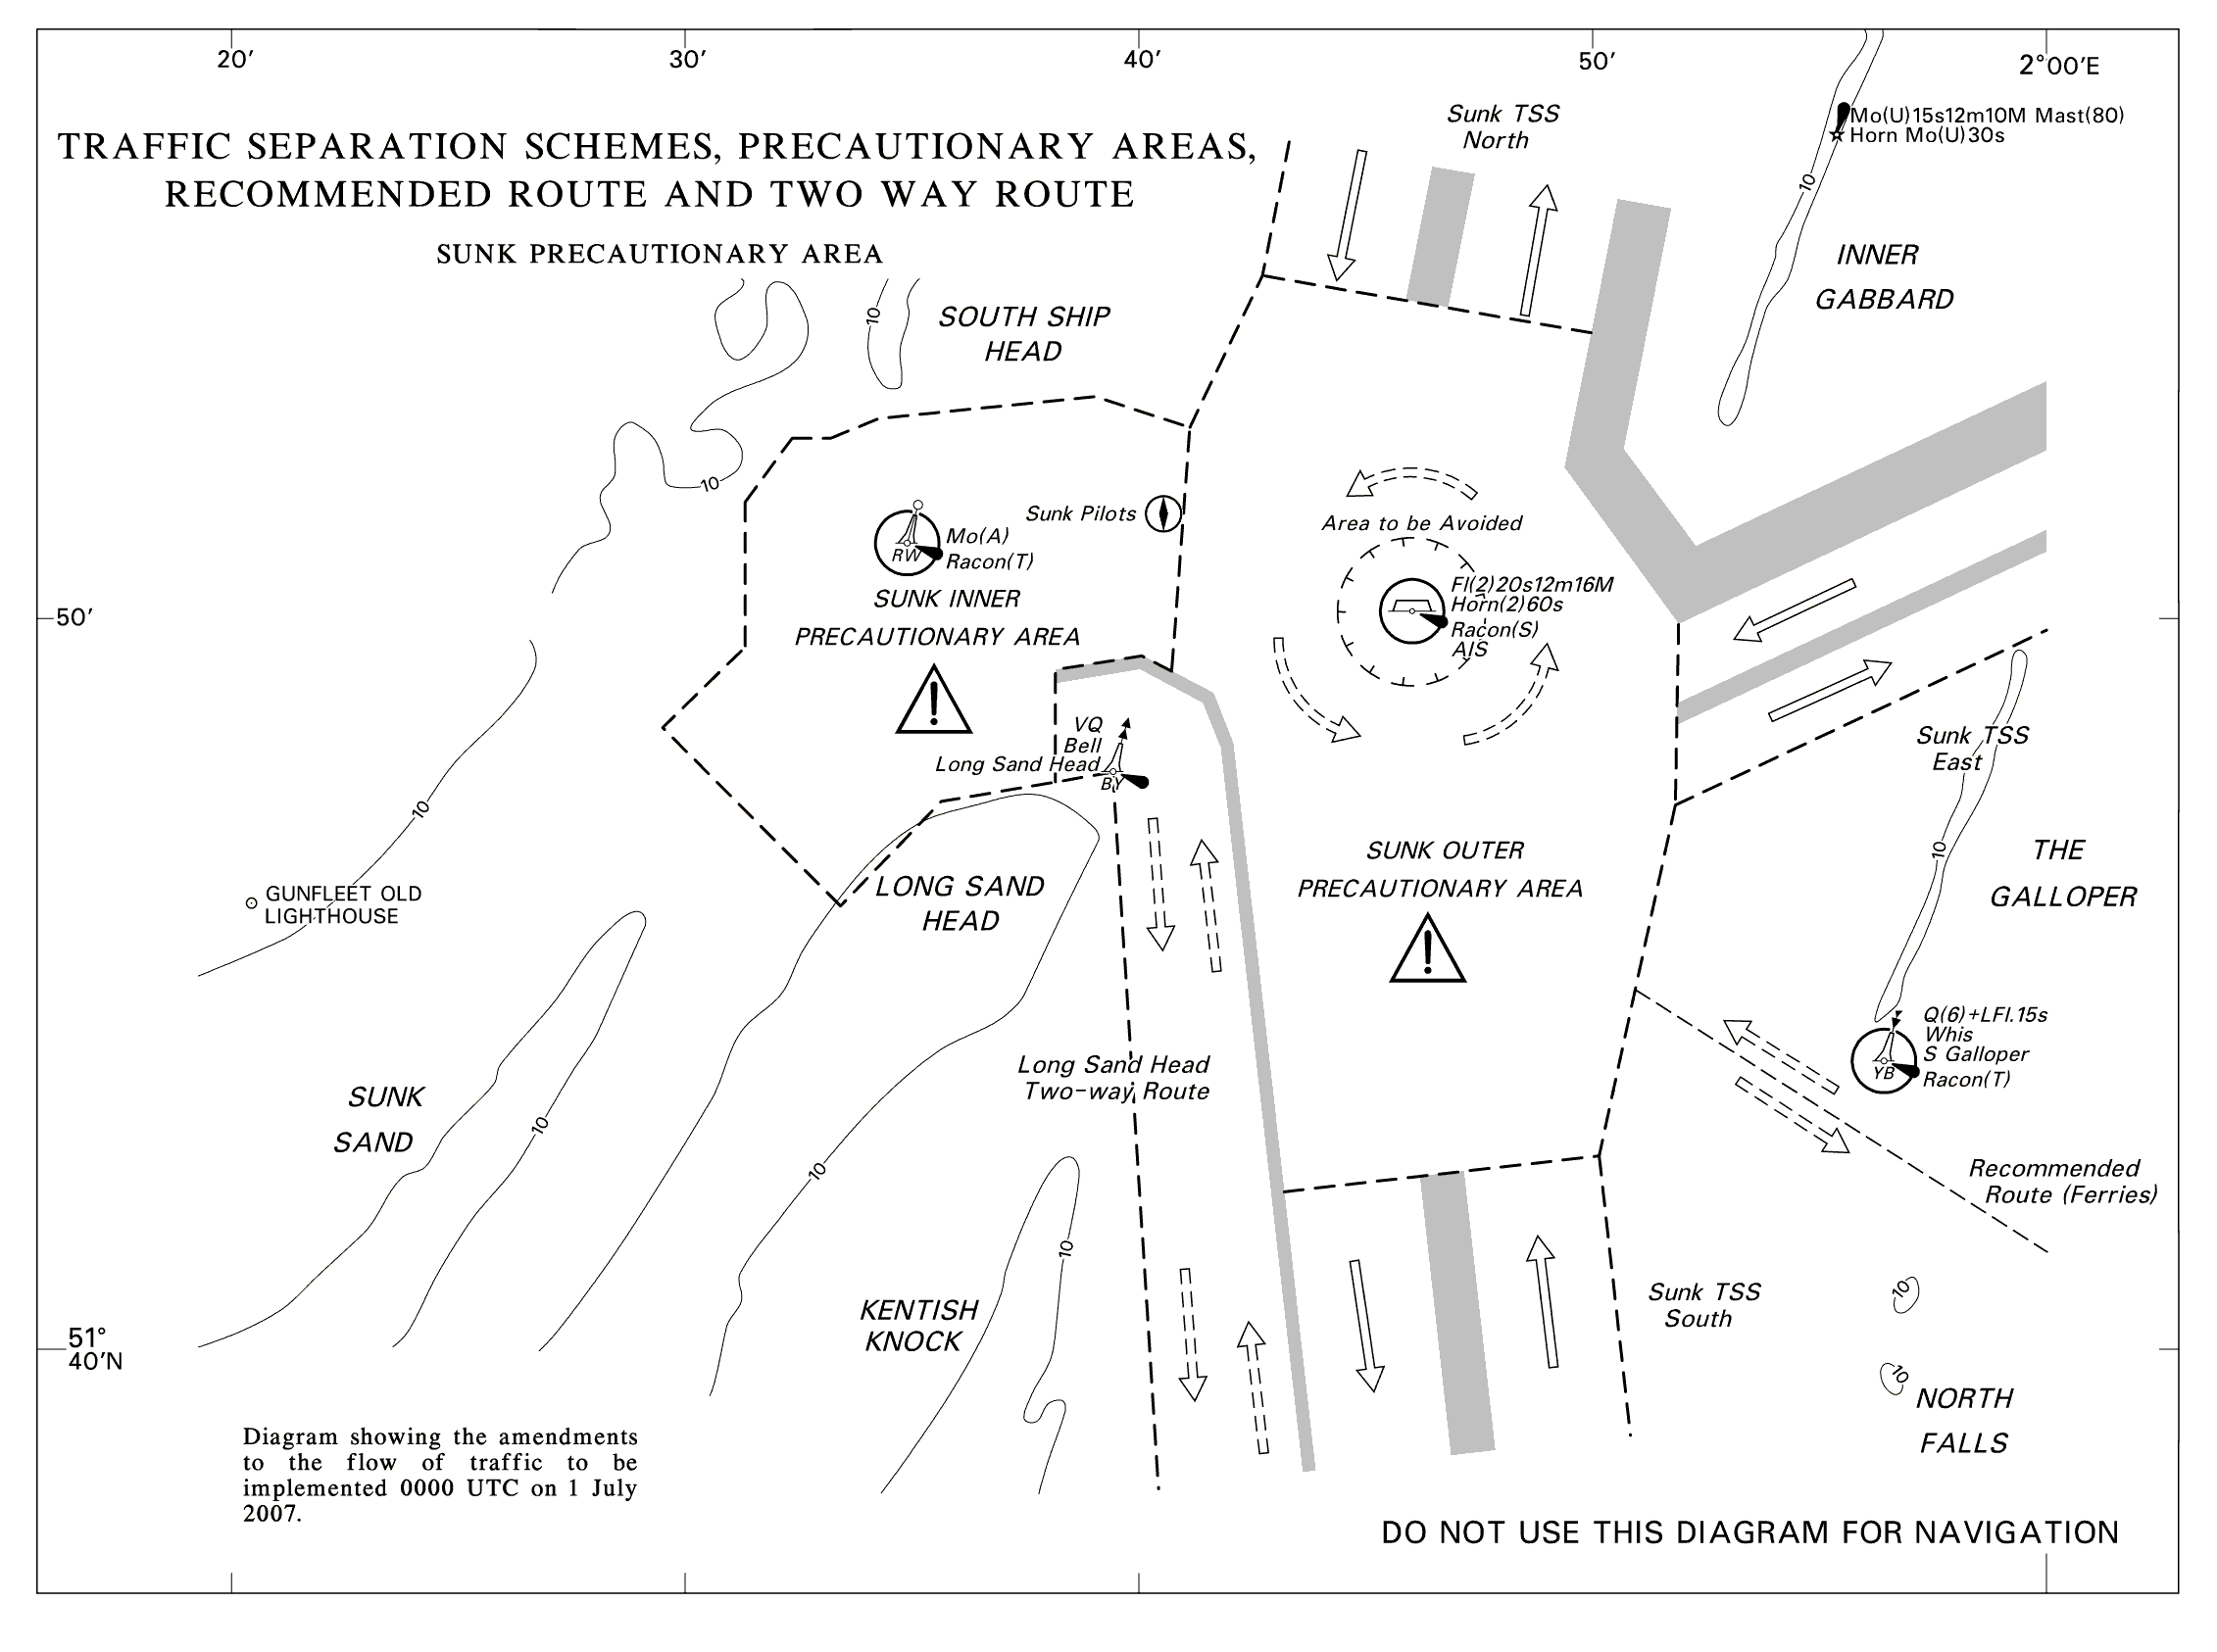 20′
30′
40′
50′
2°00′E
TRAFFIC SEPARATION SCHEMES, PRECAUTIONARY AREAS,
RECOMMENDED ROUTE AND TWO WAY ROUTE
SUNK PRECAUTIONARY AREA
Sunk TSS
North
Mo(U)15s12m10M Mast(80)
Horn Mo(U)30s
10
INNER
GABBARD
10
SOUTH SHIP
HEAD
10
Sunk Pilots
Mo(A)
Racon(T)
RW
SUNK INNER
PRECAUTIONARY AREA
Area to be Avoided
Fl(2)20s12m16M
Horn(2)60s
Racon(S)
AIS
50′
VQ
Bell
Long Sand Head
BY
Sunk TSS
East
10
10
THE
GALLOPER
SUNK OUTER
PRECAUTIONARY AREA
GUNFLEET OLD
LIGHTHOUSE
LONG SAND
HEAD
Q(6)+LFl.15s
Whis
S Galloper
Racon(T)
YB
Long Sand Head
Two-way Route
SUNK
SAND
10
10
Recommended
Route (Ferries)
10
KENTISH
KNOCK
Sunk TSS
South
10
10
51°
40′N
NORTH
FALLS
Diagram showing the amendments
to the flow of traffic to be
implemented 0000 UTC on 1 July
2007.
DO NOT USE THIS DIAGRAM FOR NAVIGATION